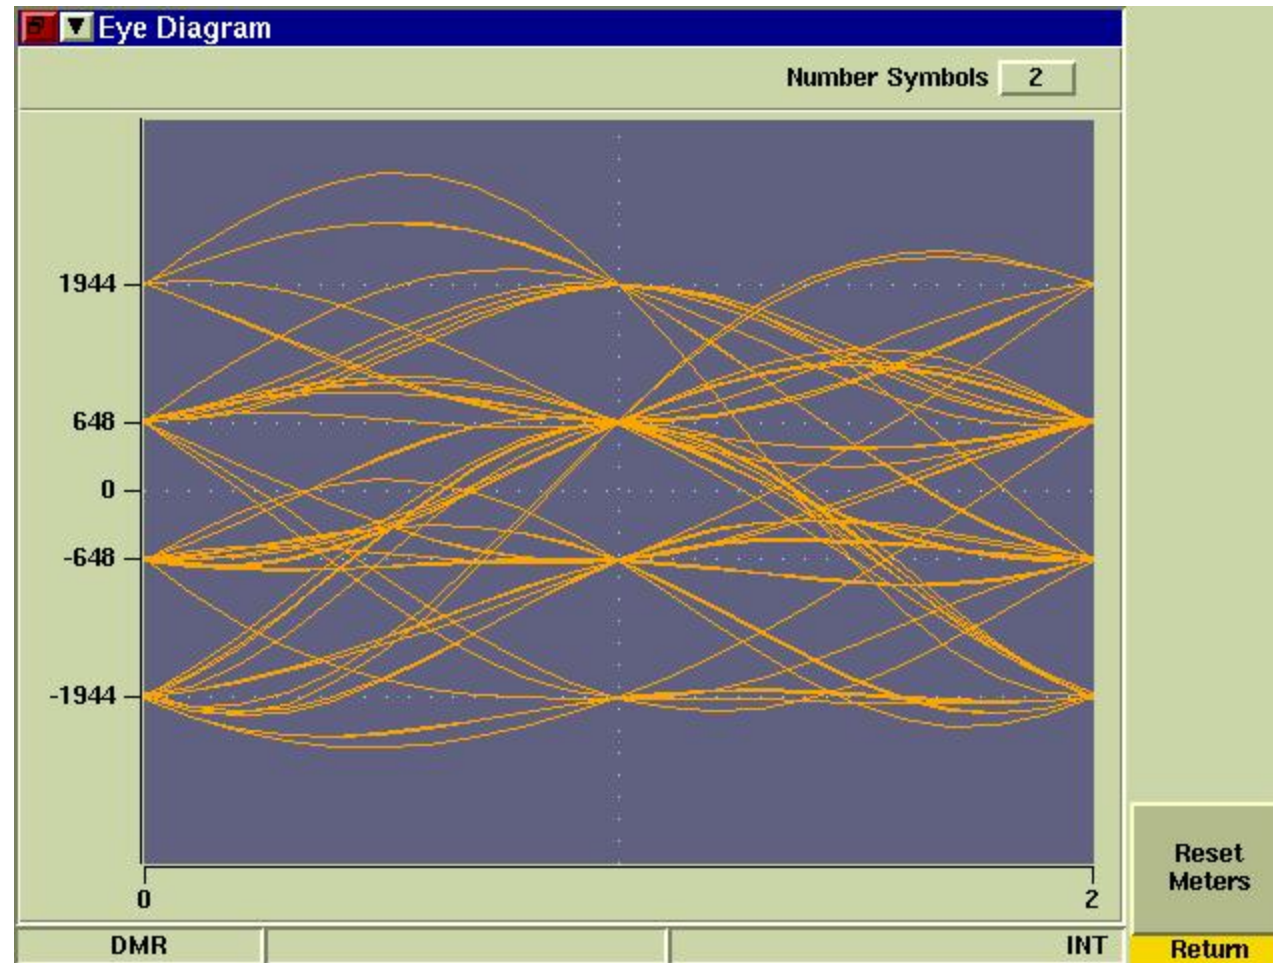 Eye Diagram
Number Symbols 2
1944
648
0
-648
-1944
0 2
Reset
Meters
DMR INT Return